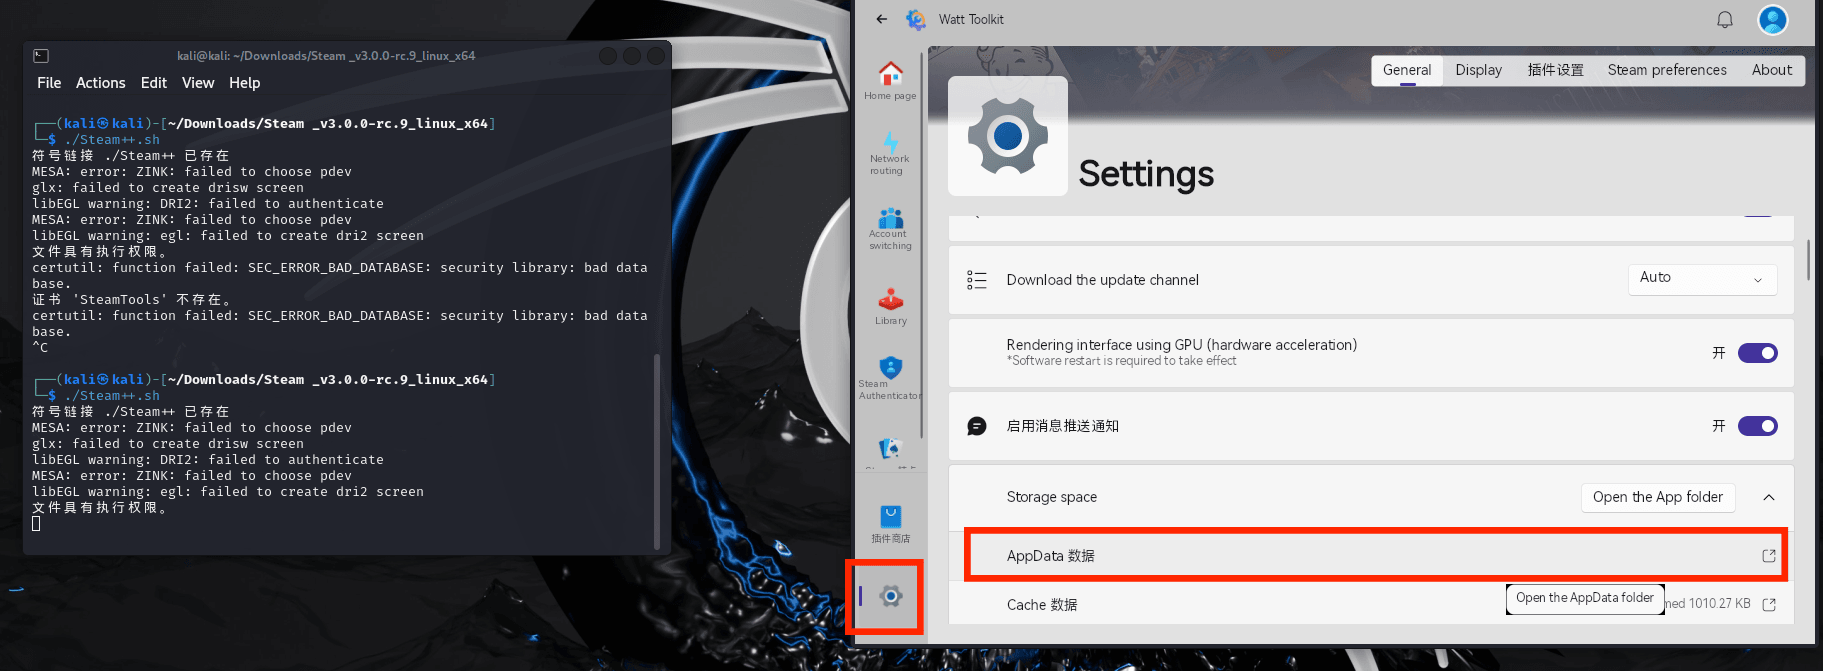 kali@kali: ~/Downloads/Steam _v3.0.0-rc.9_linux_x64
File Actions Edit View Help
┌──(kali㉿kali)-[~/Downloads/Steam _v3.0.0-rc.9_linux_x64]
└─$ ./Steam++.sh
符号链接 ./Steam++ 已存在
MESA: error: ZINK: failed to choose pdev
glx: failed to create drisw screen
libEGL warning: DRI2: failed to authenticate
MESA: error: ZINK: failed to choose pdev
libEGL warning: egl: failed to create dri2 screen
文件具有执行权限。
certutil: function failed: SEC_ERROR_BAD_DATABASE: security library: bad data
base.
证书 'SteamTools' 不存在。
certutil: function failed: SEC_ERROR_BAD_DATABASE: security library: bad data
base.
^C
┌──(kali㉿kali)-[~/Downloads/Steam _v3.0.0-rc.9_linux_x64]
└─$ ./Steam++.sh
符号链接 ./Steam++ 已存在
MESA: error: ZINK: failed to choose pdev
glx: failed to create drisw screen
libEGL warning: DRI2: failed to authenticate
MESA: error: ZINK: failed to choose pdev
libEGL warning: egl: failed to create dri2 screen
文件具有执行权限。
Watt Toolkit
Home page
Network
routing
Account
switching
Library
Steam
Authenticator
插件商店
General Display 插件设置 Steam preferences About
Settings
Download the update channel Auto
Rendering interface using GPU (hardware acceleration)
*Software restart is required to take effect
开
启用消息推送通知 开
Storage space Open the App folder
AppData 数据
Open the AppData folder
Cache 数据 1010.27 KB